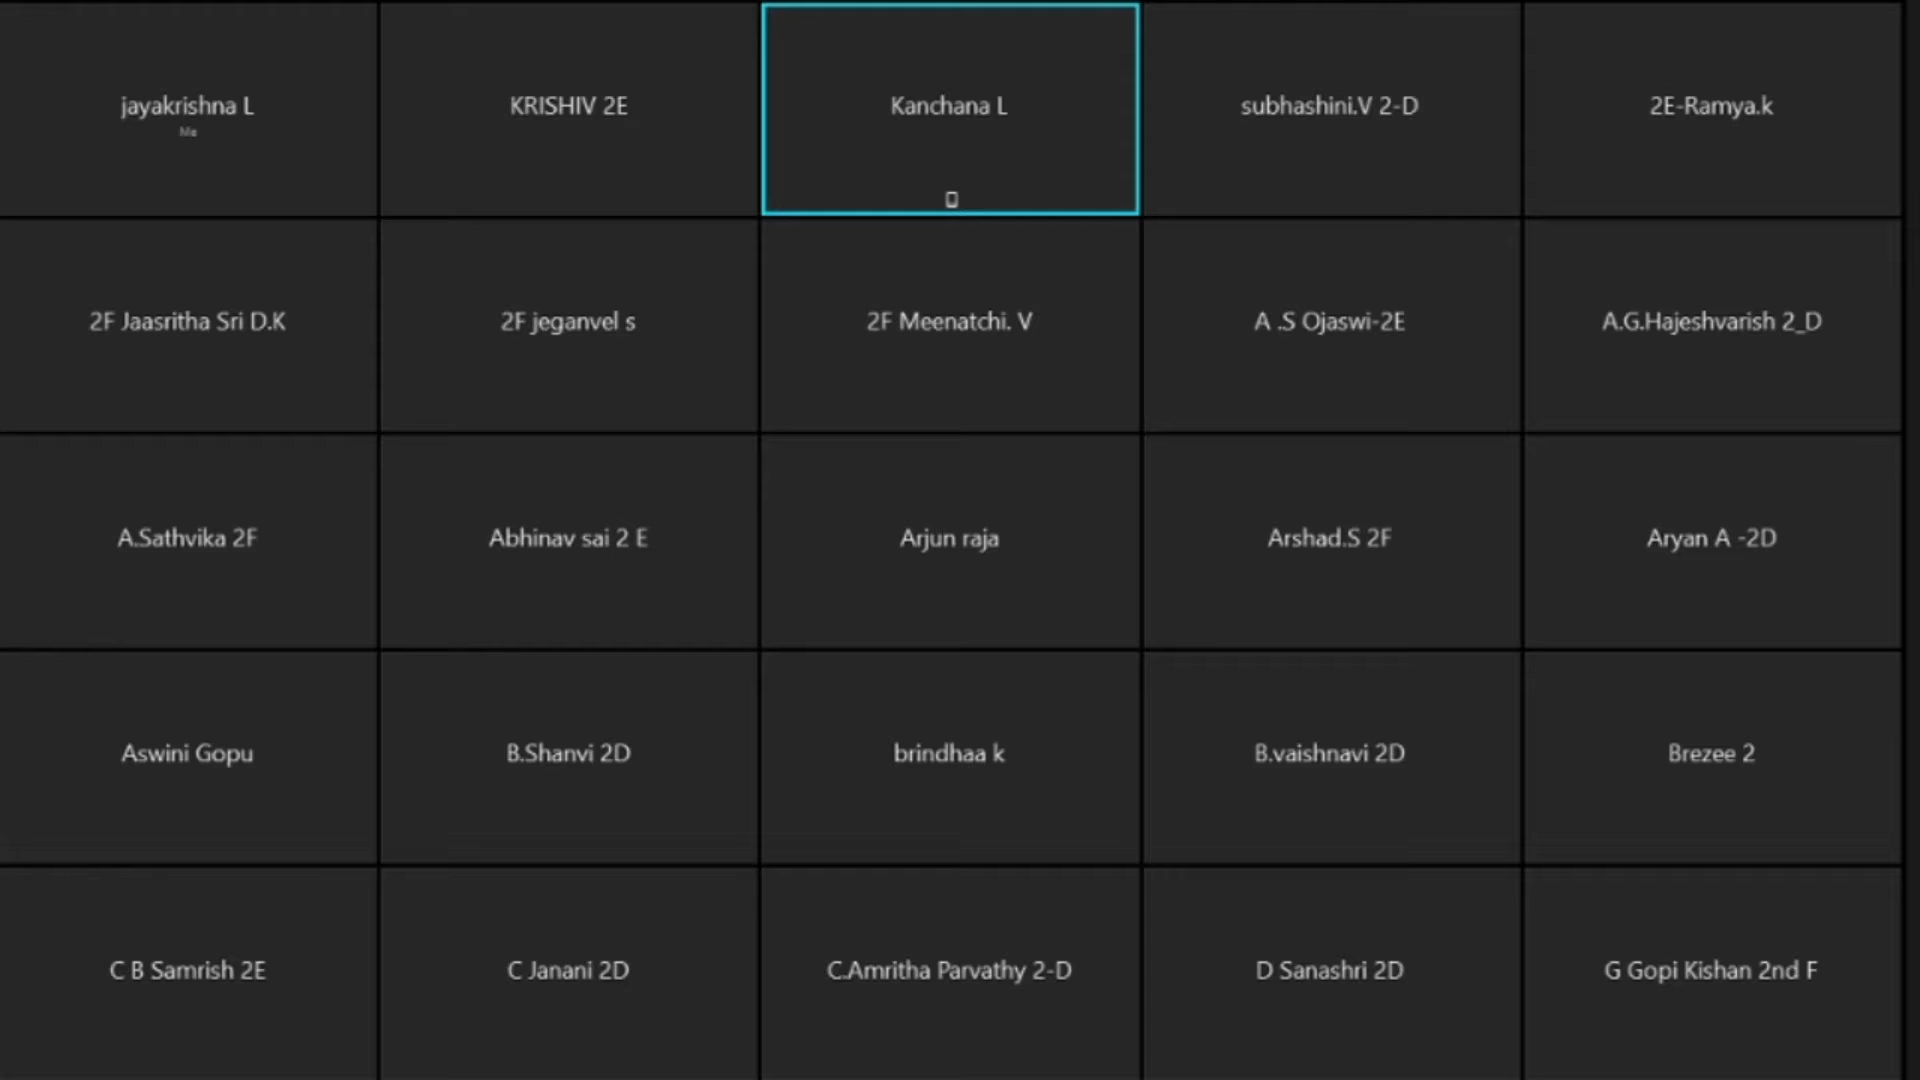 jayakrishna L
Me
KRISHIV 2E
Kanchana L
subhashini.V 2-D
2E-Ramya.k
2F Jaasritha Sri D.K
2F jeganvel s
2F Meenatchi. V
A .S Ojaswi-2E
A.G.Hajeshvarish 2_D
A.Sathvika 2F
Abhinav sai 2 E
Arjun raja
Arshad.S 2F
Aryan A -2D
Aswini Gopu
B.Shanvi 2D
brindhaa k
B.vaishnavi 2D
Brezee 2
C B Samrish 2E
C Janani 2D
C.Amritha Parvathy 2-D
D Sanashri 2D
G Gopi Kishan 2nd F